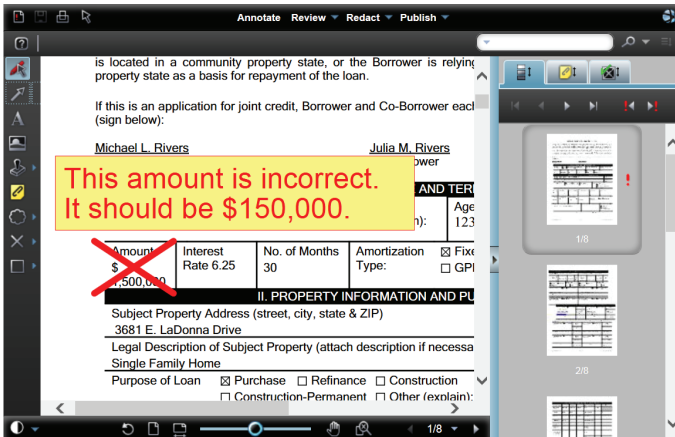 Annotate Review Redact Publish
is located in a community property state, or the Borrower is relying
property state as a basis for repayment of the loan.
If this is an application for joint credit, Borrower and Co-Borrower each
(sign below):
Michael L. Rivers Julia M. Rivers
This amount is incorrect.
It should be $150,000.
AND
Age
123
Amount
$
1,500,000
Interest
Rate 6.25
No. of Months
30
Amortization
Type:
☒ Fixe
☐ GPI
II. PROPERTY INFORMATION AND PU
Subject Property Address (street, city, state & ZIP)
3681 E. LaDonna Drive
Legal Description of Subject Property (attach description if necessa
Single Family Home
Purpose of Loan ☒ Purchase ☐ Refinance ☐ Construction
☐ Construction-Permanent ☐ Other (explain):
1/8
2/8
1/8